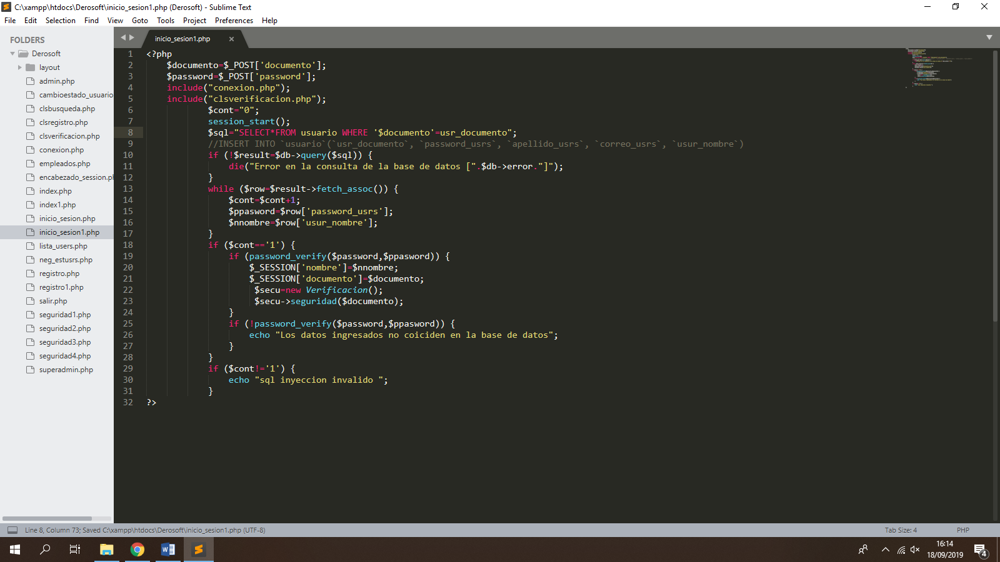 C:\xampp\htdocs\Derosoft\inicio_sesion1.php (Derosoft) - Sublime Text
File Edit Selection Find View Goto Tools Project Preferences Help
FOLDERS
Derosoft
layout
admin.php
cambioestado_usuario
clsbusqueda.php
clsregistro.php
clsverificacion.php
conexion.php
empleados.php
encabezado_session.pl
index.php
index1.php
inicio_sesion.php
inicio_sesion1.php
lista_users.php
neg_estusrs.php
registro.php
registro1.php
salir.php
seguridad1.php
seguridad2.php
seguridad3.php
seguridad4.php
superadmin.php
inicio_sesion1.php
1 <?php
2 $documento=$_POST['documento'];
3 $password=$_POST['password'];
4 include("conexion.php");
5 include("clsverificacion.php");
6 $cont="0";
7 session_start();
8 $sql="SELECT*FROM usuario WHERE '$documento'=usr_documento";
9 //INSERT INTO `usuario`(`usr_documento`, `password_usrs`, `apellido_usrs`, `correo_usrs`, `usur_nombre`)
10 if (!$result=$db->query($sql)) {
11 die("Error en la consulta de la base de datos [".$db->error."]");
12 }
13 while ($row=$result->fetch_assoc()) {
14 $cont=$cont+1;
15 $ppasword=$row['password_usrs'];
16 $nnombre=$row['usur_nombre'];
17 }
18 if ($cont=='1') {
19 if (password_verify($password,$ppasword)) {
20 $_SESSION['nombre']=$nnombre;
21 $_SESSION['documento']=$documento;
22 $secu=new Verificacion();
23 $secu->seguridad($documento);
24 }
25 if (!password_verify($password,$ppasword)) {
26 echo "Los datos ingresados no coiciden en la base de datos";
27 }
28 }
29 if ($cont!='1') {
30 echo "sql inyeccion invalido ";
31 }
32 ?>
Line 8, Column 73; Saved C:\xampp\htdocs\Derosoft\inicio_sesion1.php (UTF-8)
Tab Size: 4
PHP
16:14
18/09/2019
4